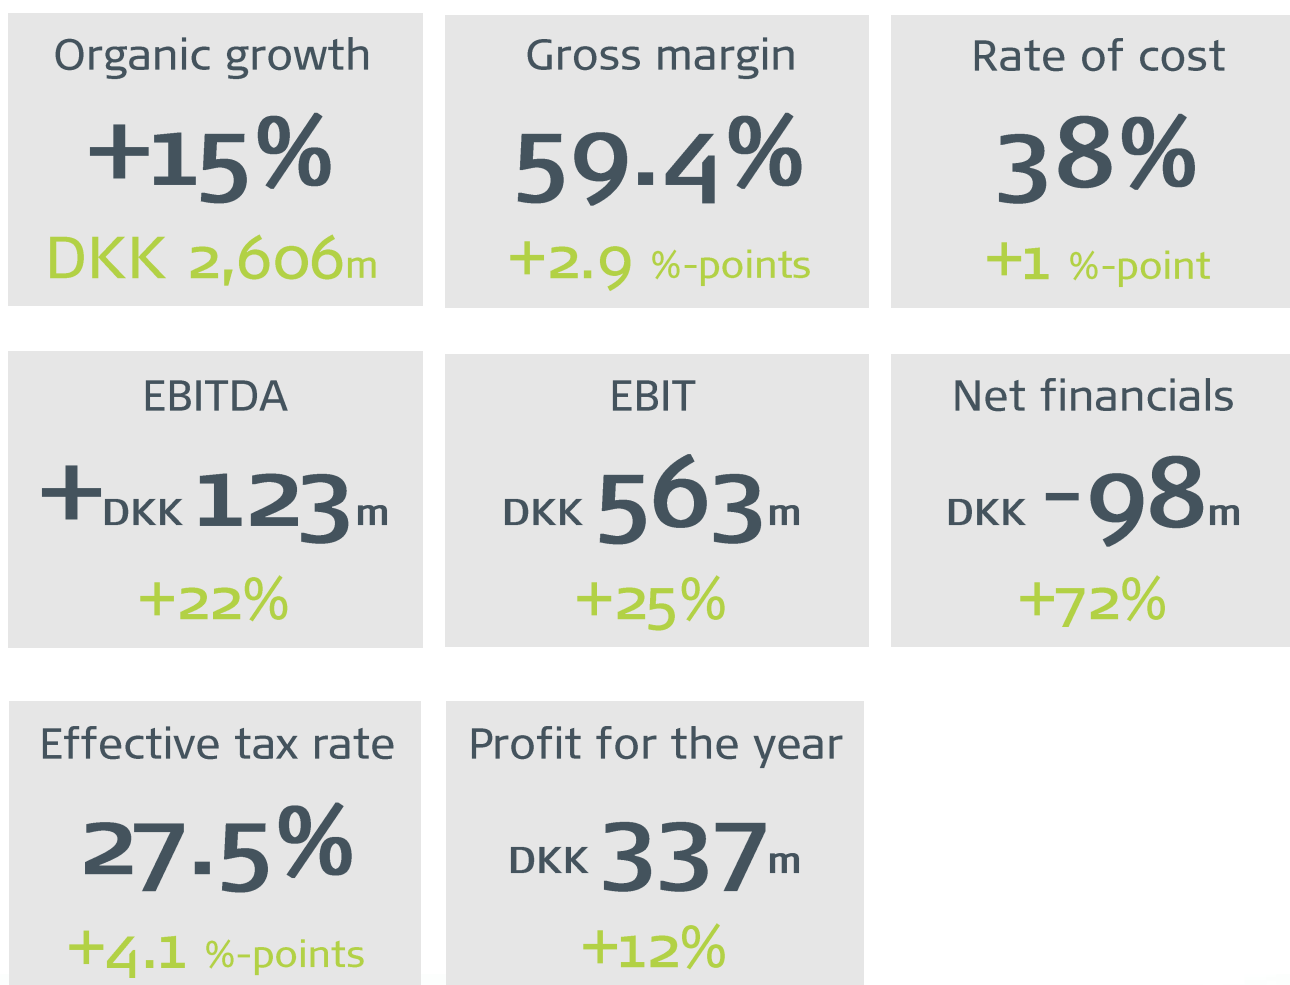 Organic growth
+15%
DKK 2,606m
Gross margin
59.4%
+2.9 %-points
Rate of cost
38%
+1 %-point
EBITDA
+DKK 123m
+22%
EBIT
DKK 563m
+25%
Net financials
DKK -98m
+72%
Effective tax rate
27.5%
+4.1 %-points
Profit for the year
DKK 337m
+12%